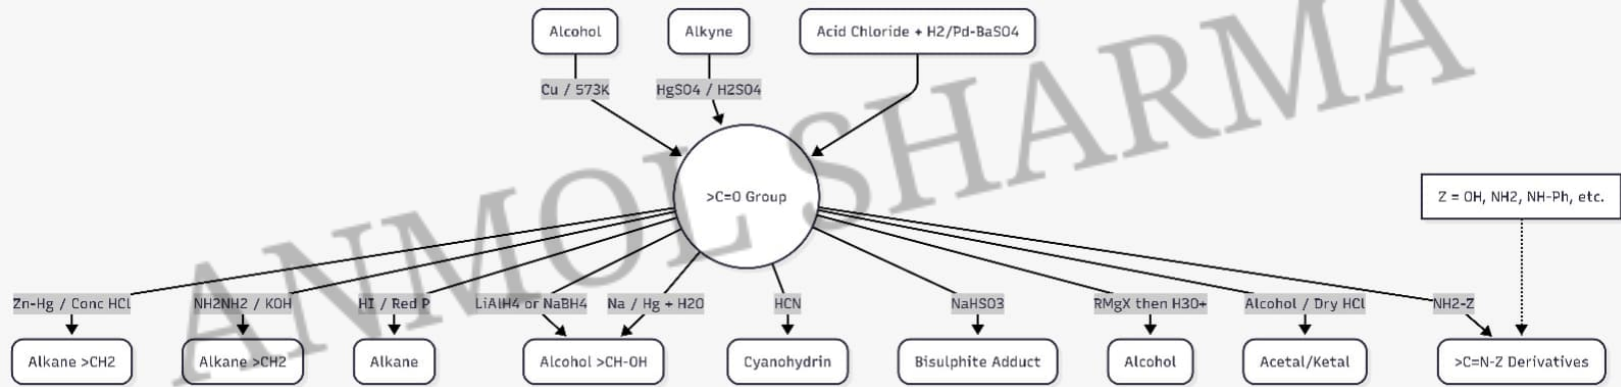 Alcohol
Alkyne
Acid Chloride + H2/Pd-BaSO4
Cu / 573K
HgSO4 / H2SO4
>C=O Group
Z = OH, NH2, NH-Ph, etc.
Zn-Hg / Conc HCl
NH2NH2 / KOH
HI / Red P
LiAlH4 or NaBH4
Na / Hg + H2O
HCN
NaHSO3
RMgX then H3O+
Alcohol / Dry HCl
NH2-Z
Alkane >CH2
Alkane >CH2
Alkane
Alcohol >CH-OH
Cyanohydrin
Bisulphite Adduct
Alcohol
Acetal/Ketal
>C=N-Z Derivatives
ANMOL SHARMA